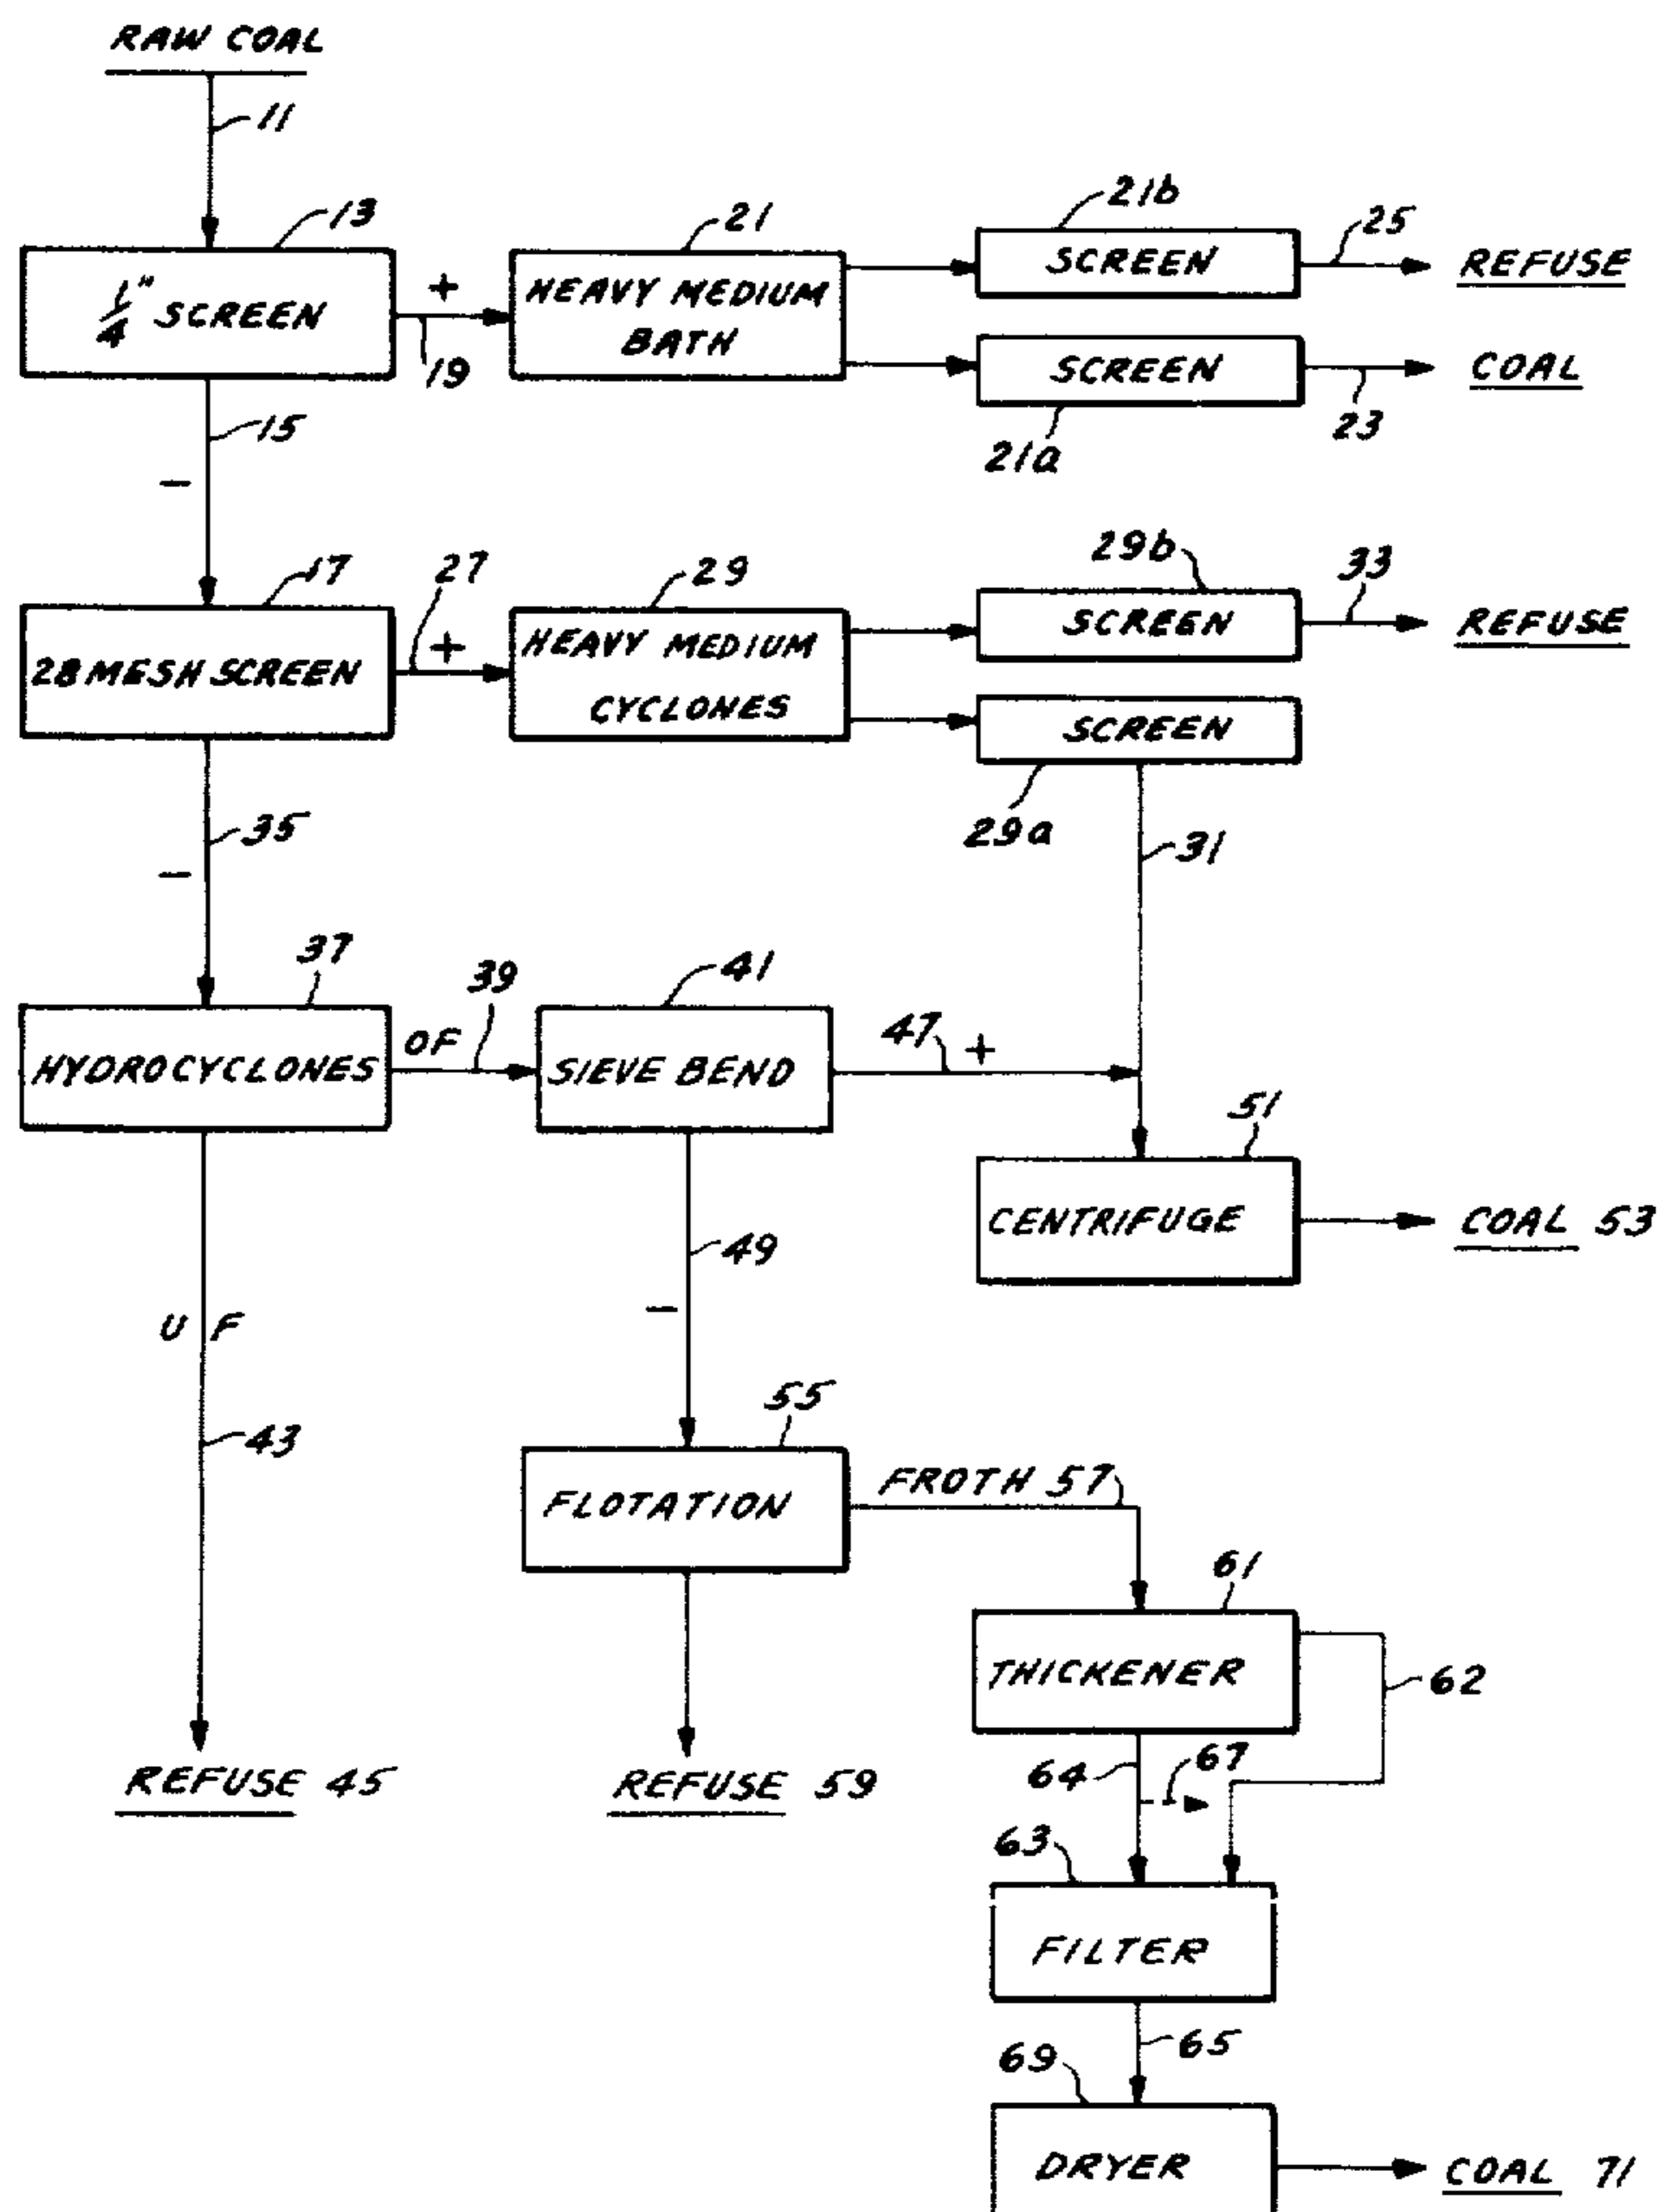 RAW COAL
11
13
1/4" SCREEN
+
19
21
HEAVY MEDIUM
BATH
21b
SCREEN
25
REFUSE
SCREEN
21a
23
COAL
15
-
17
28 MESH SCREEN
27
+
29
HEAVY MEDIUM
CYCLONES
29b
SCREEN
33
REFUSE
SCREEN
29a
31
35
-
37
HYDROCYCLONES
OF
39
41
SIEVE BEND
47
+
51
CENTRIFUGE
COAL 53
UF
43
REFUSE 45
49
-
55
FLOTATION
FROTH 57
REFUSE 59
61
THICKENER
62
64
67
63
FILTER
65
69
DRYER
COAL 71